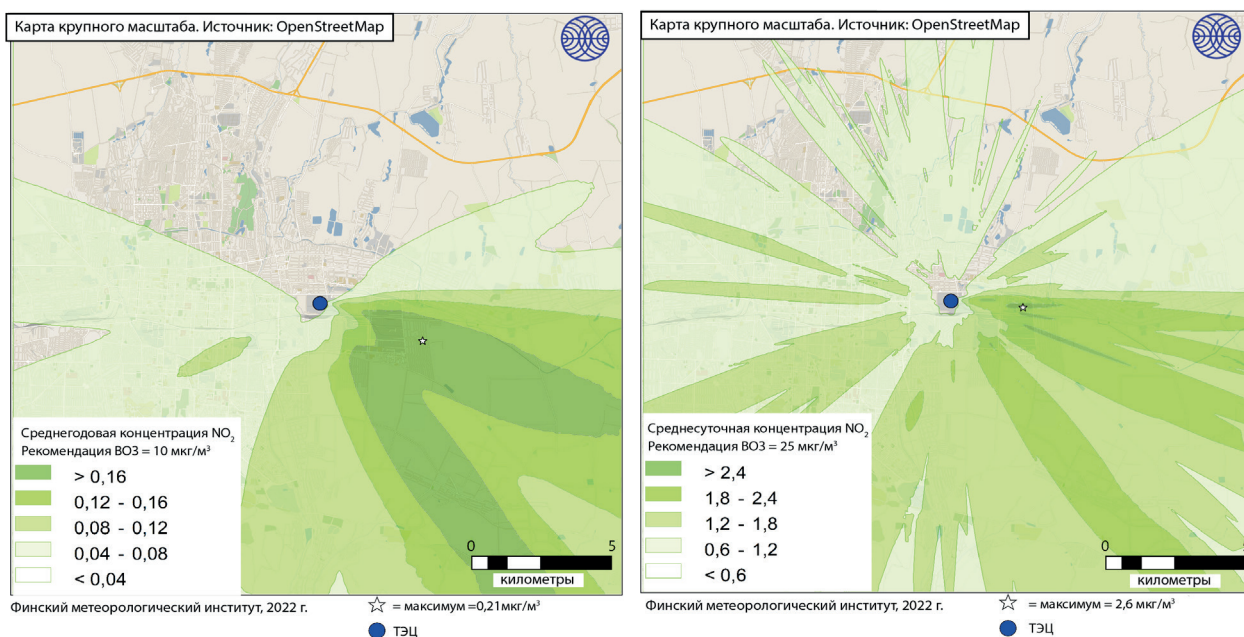 Карта крупного масштаба. Источник: OpenStreetMap
Среднегодовая концентрация NO₂
Рекомендация ВОЗ = 10 мкг/м³
> 0,16
0,12 - 0,16
0,08 - 0,12
0,04 - 0,08
< 0,04
0 5
километры
Финский метеорологический институт, 2022 г.
= максимум =0,21мкг/м³
ТЭЦ
Карта крупного масштаба. Источник: OpenStreetMap
Среднесуточная концентрация NO₂
Рекомендация ВОЗ = 25 мкг/м³
> 2,4
1,8 - 2,4
1,2 - 1,8
0,6 - 1,2
< 0,6
0 5
километры
Финский метеорологический институт, 2022 г.
= максимум = 2,6 мкг/м³
ТЭЦ